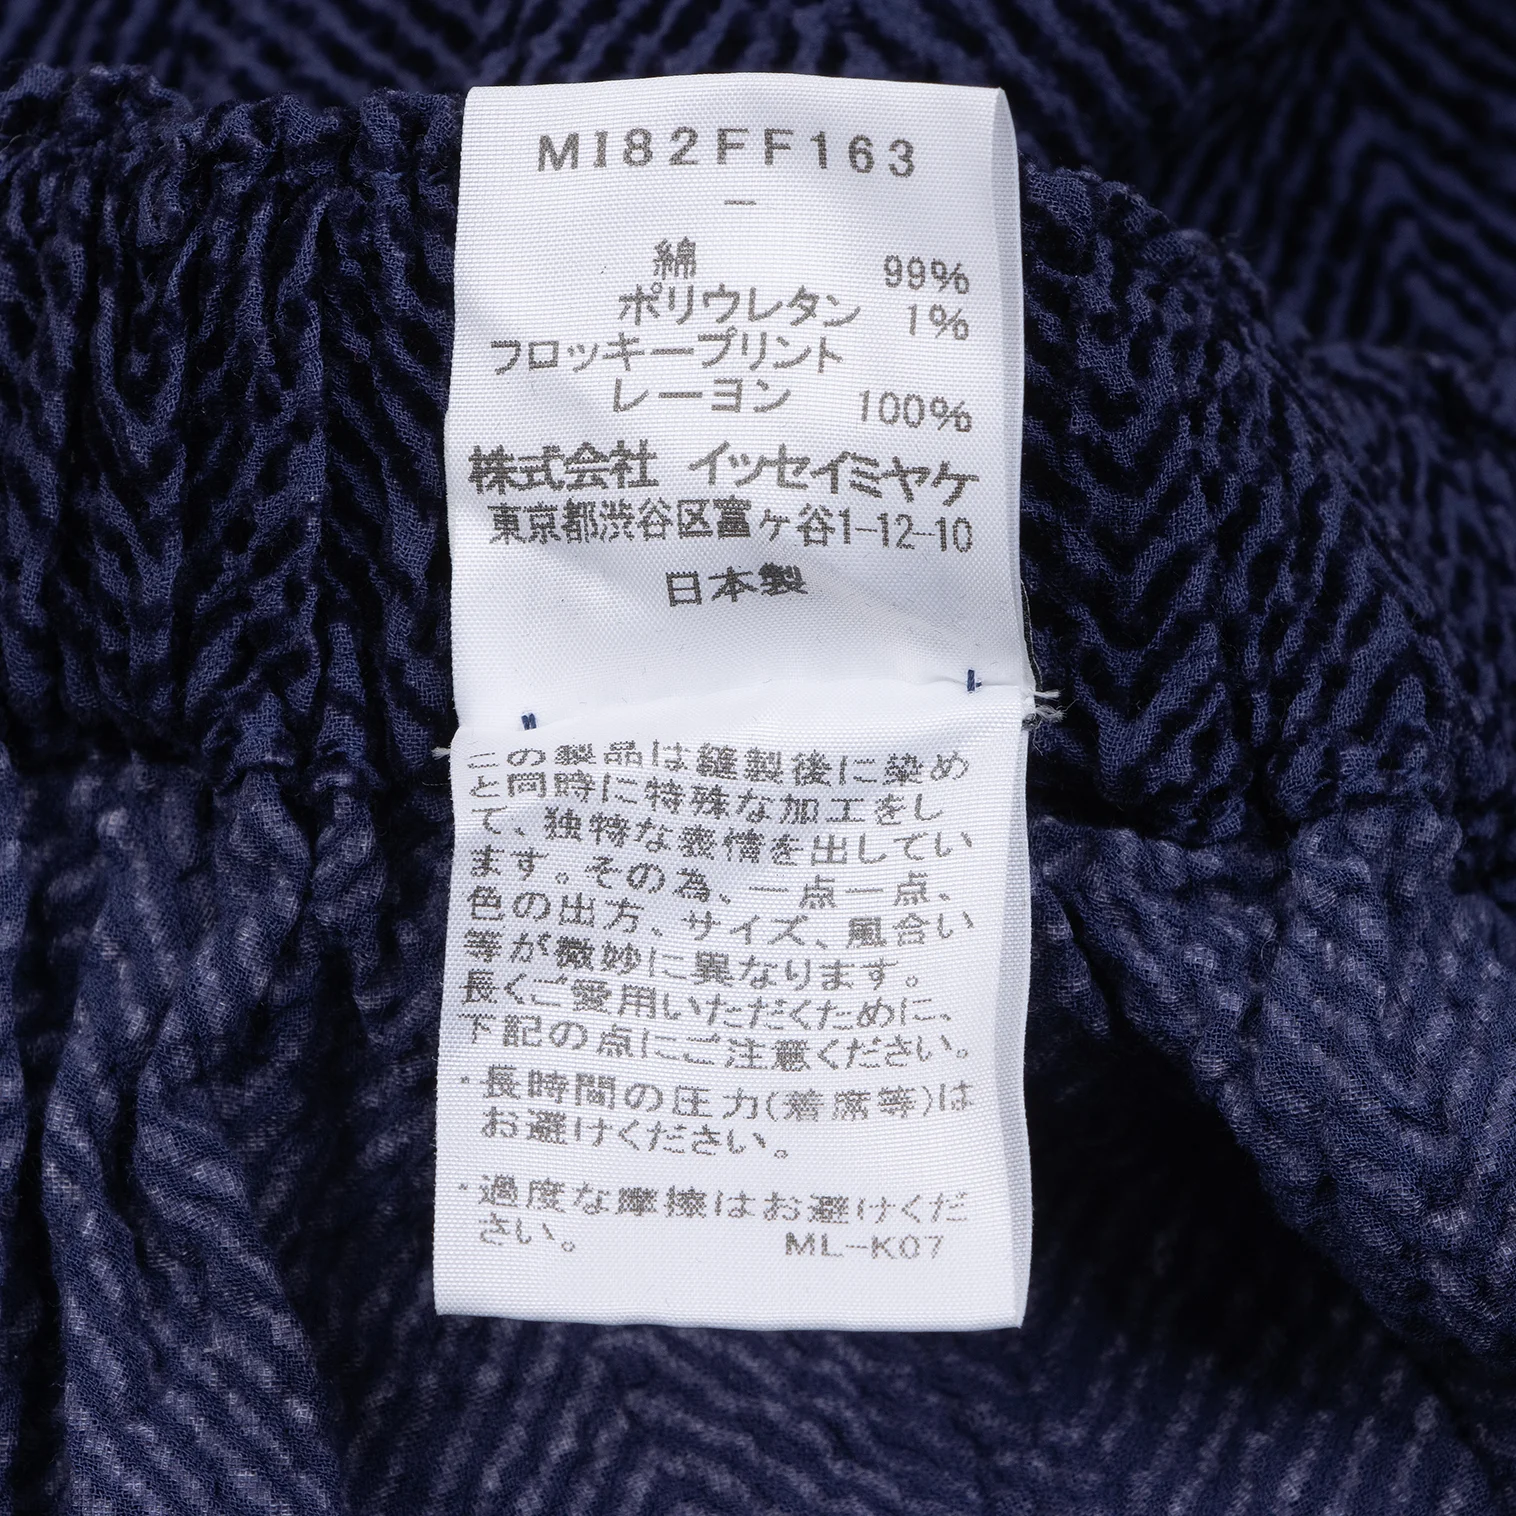 MI82FF163
—
綿 99%
ポリウレタン 1%
フロッキープリント
レーヨン 100%
株式会社 イッセイミヤケ
東京都渋谷区富ヶ谷1-12-10
日本製
この製品は縫製後に染め
と同時に特殊な加工をし
て、独特な表情を出してい
ます。その為、一点一点、
色の出方、サイズ、風合い
等が微妙に異なります。
長くご愛用いただくために、
下記の点にご注意ください。
・長時間の圧力(着席等)は
お避けください。
・過度な摩擦はお避けくだ
さい。 ML-K07